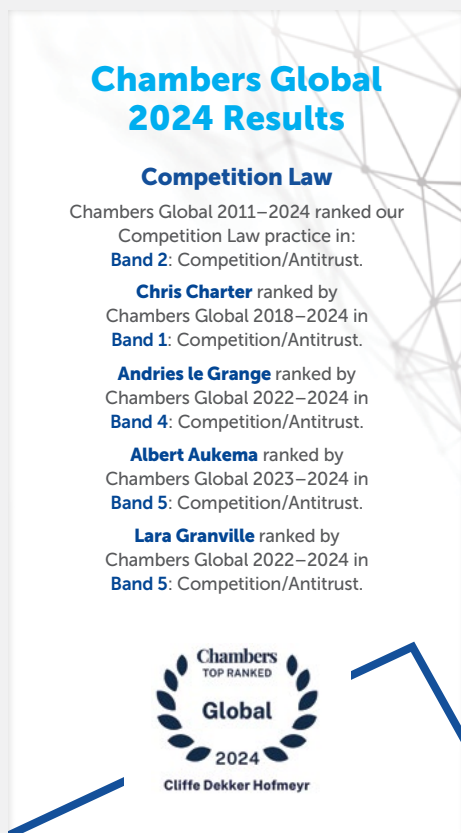 Chambers Global
2024 Results
Competition Law
Chambers Global 2011–2024 ranked our
Competition Law practice in:
Band 2: Competition/Antitrust.
Chris Charter ranked by
Chambers Global 2018–2024 in
Band 1: Competition/Antitrust.
Andries le Grange ranked by
Chambers Global 2022–2024 in
Band 4: Competition/Antitrust.
Albert Aukema ranked by
Chambers Global 2023–2024 in
Band 5: Competition/Antitrust.
Lara Granville ranked by
Chambers Global 2022–2024 in
Band 5: Competition/Antitrust.
Chambers
TOP RANKED
Global
2024
Cliffe Dekker Hofmeyr